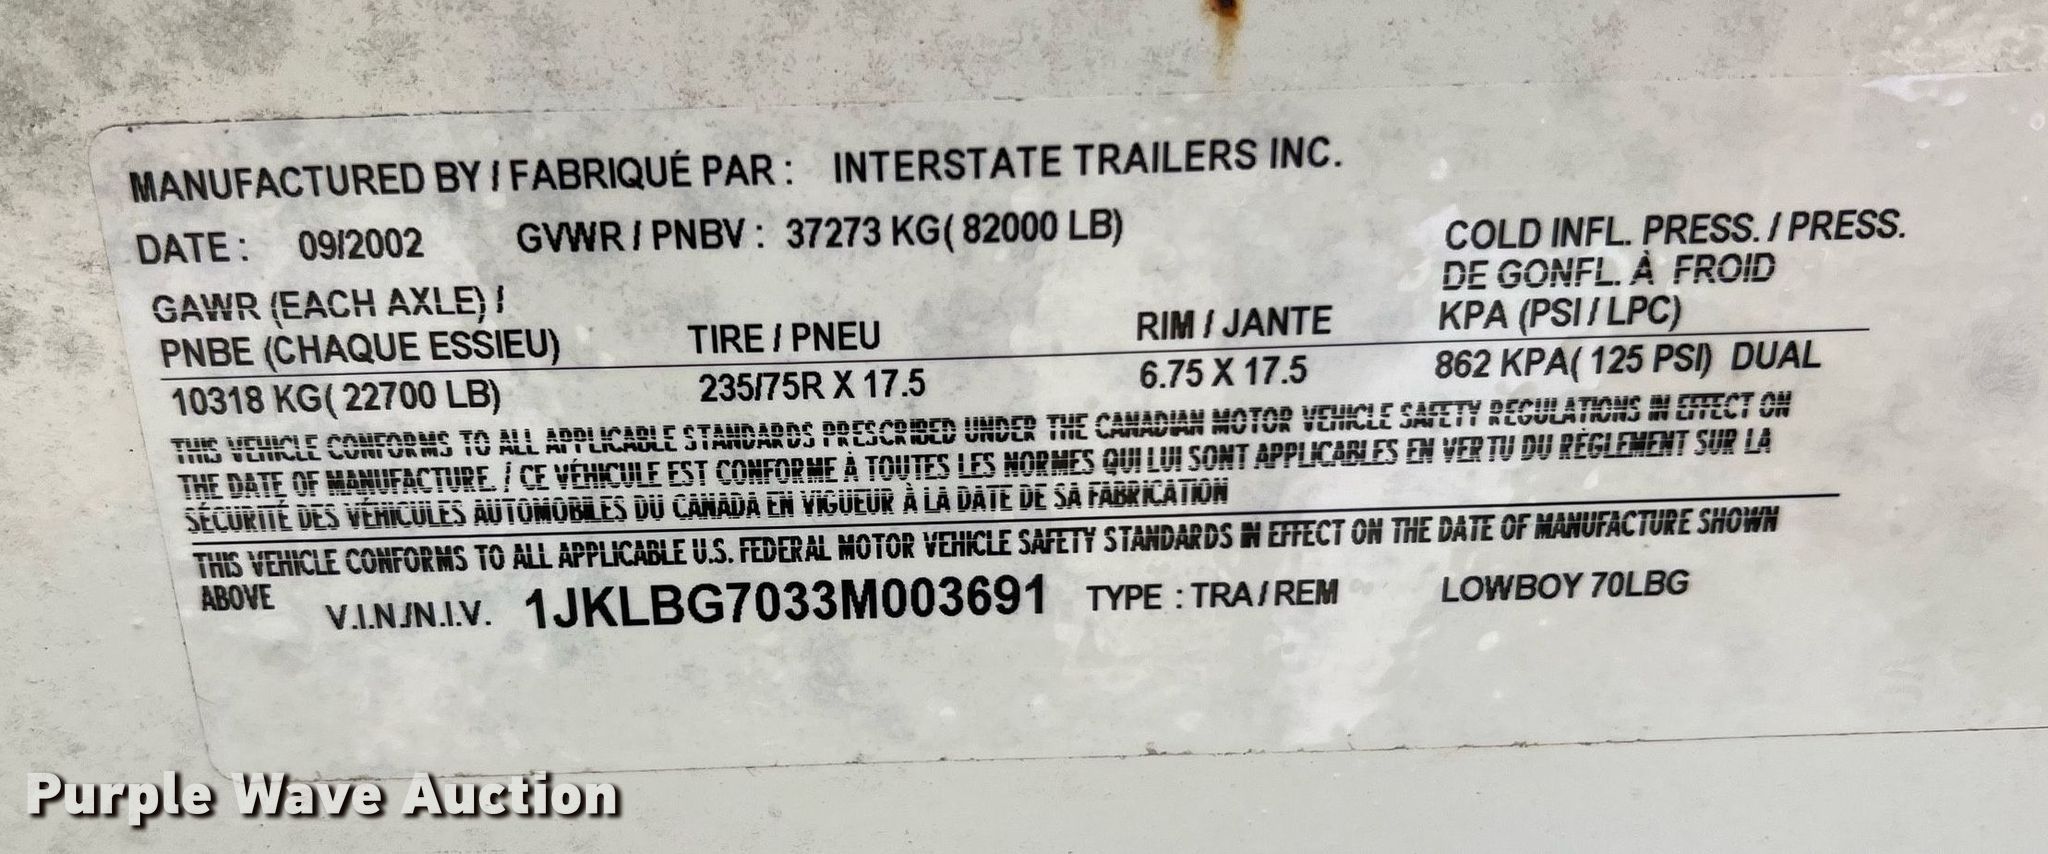 MANUFACTURED BY / FABRIQUÉ PAR : INTERSTATE TRAILERS INC.
DATE : 09/2002 GVWR / PNBV : 37273 KG( 82000 LB)
COLD INFL. PRESS. / PRESS.
DE GONFL. À FROID
KPA (PSI / LPC)
GAWR (EACH AXLE) /
PNBE (CHAQUE ESSIEU) TIRE / PNEU RIM / JANTE
10318 KG( 22700 LB) 235/75R X 17.5 6.75 X 17.5 862 KPA( 125 PSI) DUAL
THIS VEHICLE CONFORMS TO ALL APPLICABLE STANDARDS PRESCRIBED UNDER THE CANADIAN MOTOR VEHICLE SAFETY REGULATIONS IN EFFECT ON
THE DATE OF MANUFACTURE. / CE VÉHICULE EST CONFORME À TOUTES LES NORMES QUI LUI SONT APPLICABLES EN VERTU DU RÈGLEMENT SUR LA
SÉCURITÉ DES VÉHICULES AUTOMOBILES DU CANADA EN VIGUEUR À LA DATE DE SA FABRICATION
THIS VEHICLE CONFORMS TO ALL APPLICABLE U.S. FEDERAL MOTOR VEHICLE SAFETY STANDARDS IN EFFECT ON THE DATE OF MANUFACTURE SHOWN
ABOVE
V.I.N./N.I.V. 1JKLBG7033M003691 TYPE : TRA / REM LOWBOY 70LBG
Purple Wave Auction